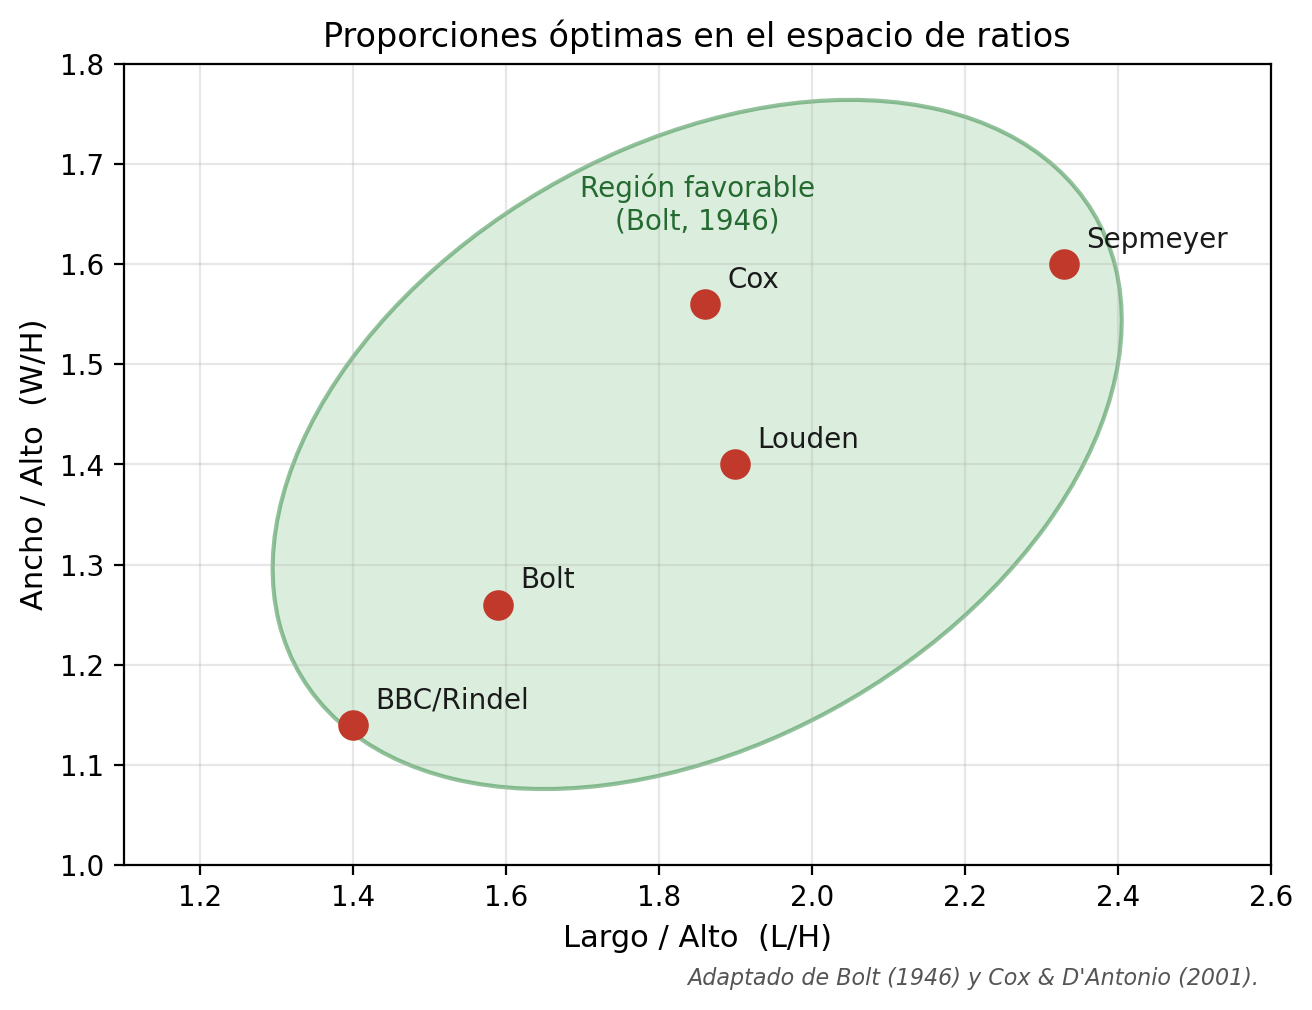 Proporciones óptimas en el espacio de ratios
1.8
1.7
1.6
1.5
1.4
1.3
1.2
1.1
1.0
Ancho / Alto (W/H)
Región favorable
(Bolt, 1946)
Sepmeyer
Cox
Louden
Bolt
BBC/Rindel
1.2
1.4
1.6
1.8
2.0
2.2
2.4
2.6
Largo / Alto (L/H)
Adaptado de Bolt (1946) y Cox & D'Antonio (2001).